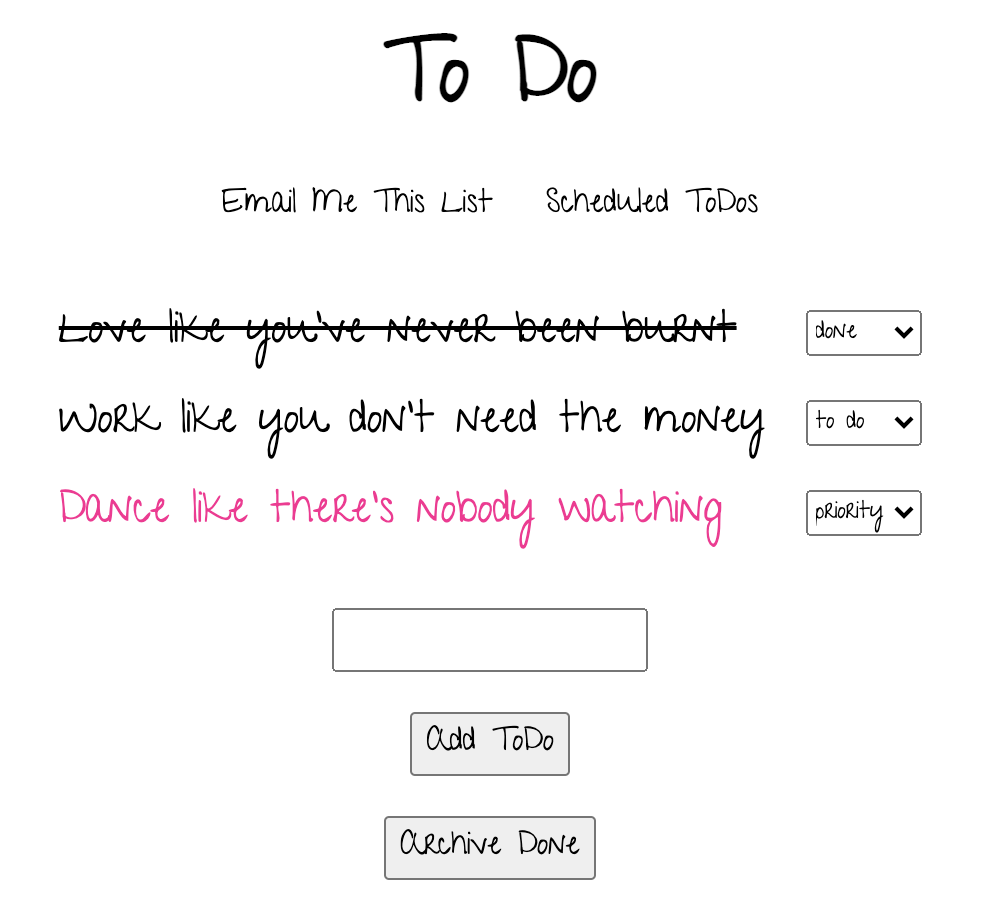 To Do
Email Me This List Scheduled ToDos
Love like you've never been burnt done
Work like you don't need the money to do
Dance like there's nobody watching priority
Add ToDo
Archive Done